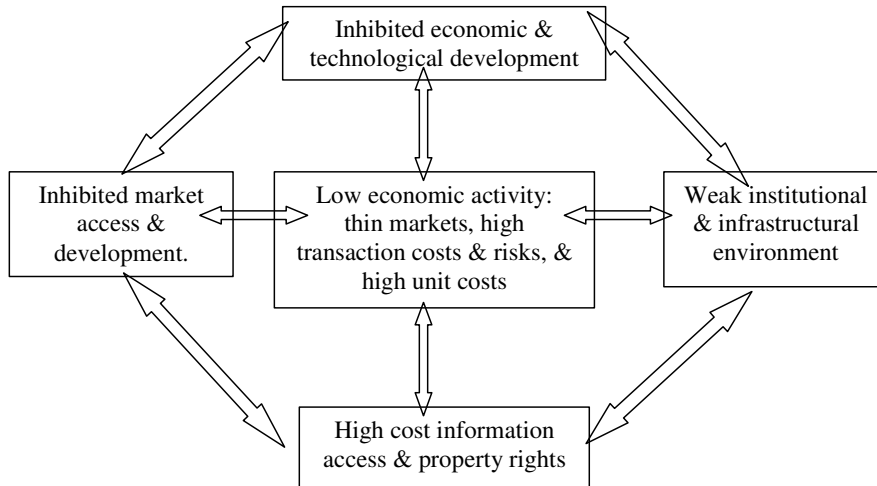 Inhibited economic &
technological development
Inhibited market
access &
development.
Low economic activity:
thin markets, high
transaction costs & risks, &
high unit costs
Weak institutional
& infrastructural
environment
High cost information
access & property rights